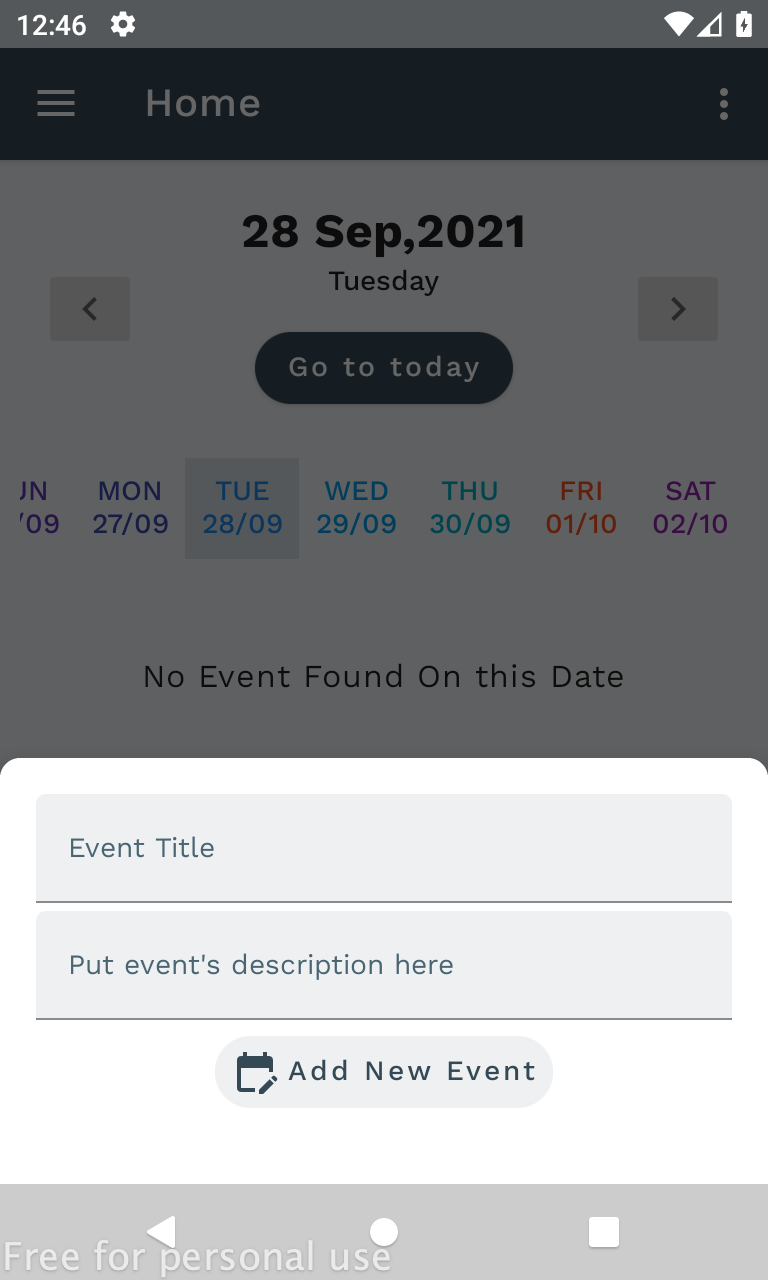 12:46
Home
28 Sep,2021
Tuesday
Go to today
UN MON TUE WED THU FRI SAT
/09 27/09 28/09 29/09 30/09 01/10 02/10
No Event Found On this Date
Event Title
Put event's description here
Add New Event
Free for personal use